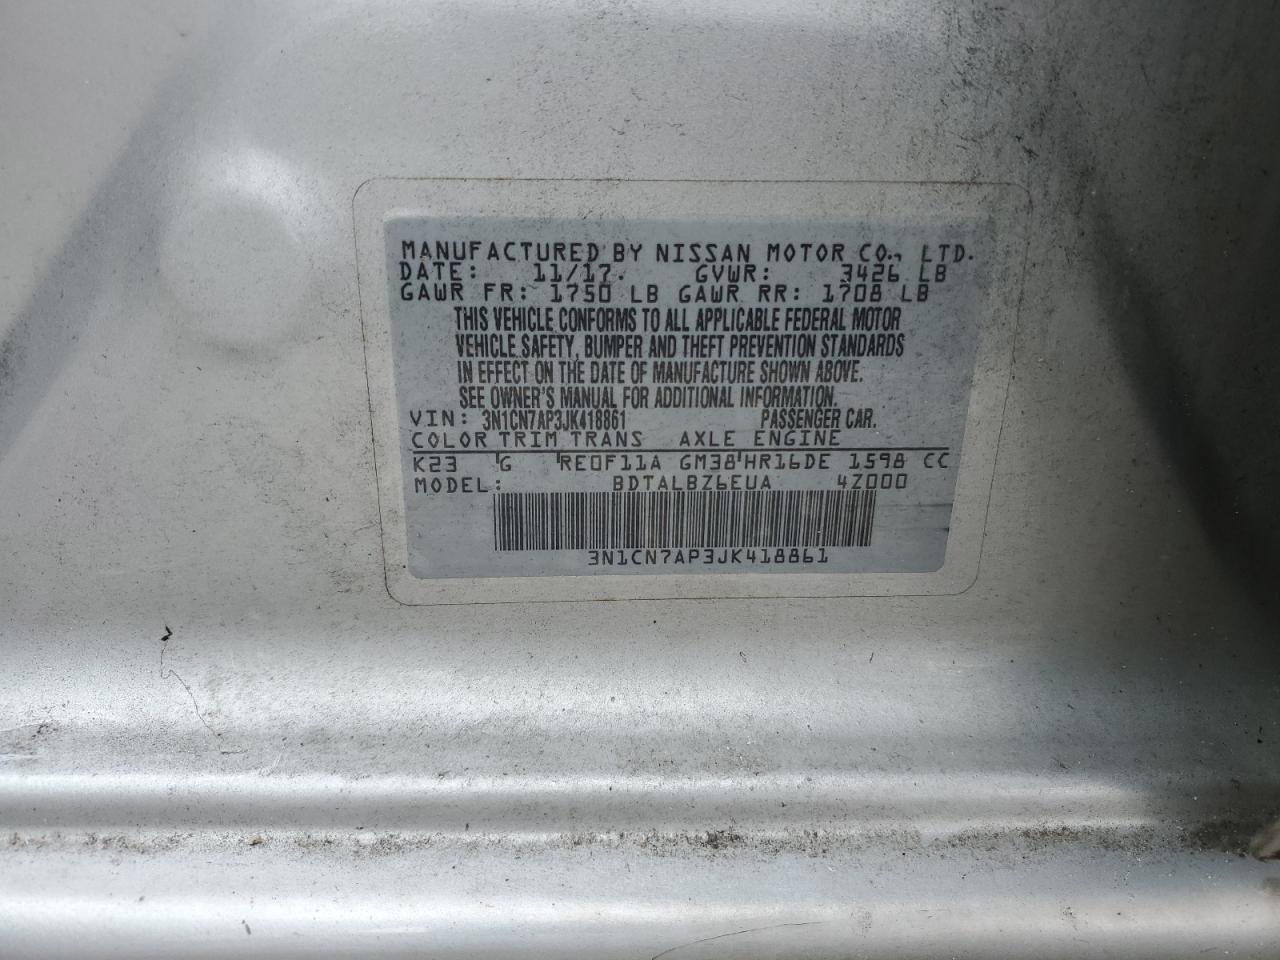 MANUFACTURED BY NISSAN MOTOR CO., LTD.
DATE: 11/17. GVWR: 3426 LB
GAWR FR: 1750 LB GAWR RR: 1708 LB
THIS VEHICLE CONFORMS TO ALL APPLICABLE FEDERAL MOTOR
VEHICLE SAFETY, BUMPER AND THEFT PREVENTION STANDARDS
IN EFFECT ON THE DATE OF MANUFACTURE SHOWN ABOVE.
SEE OWNER'S MANUAL FOR ADDITIONAL INFORMATION.
VIN: 3N1CN7AP3JK418861 PASSENGER CAR.
COLOR TRIM TRANS AXLE ENGINE
K23 G RE0F11A GM38 HR16DE 1598 CC
MODEL: BDTALBZ6EUA 4Z000
3N1CN7AP3JK418861